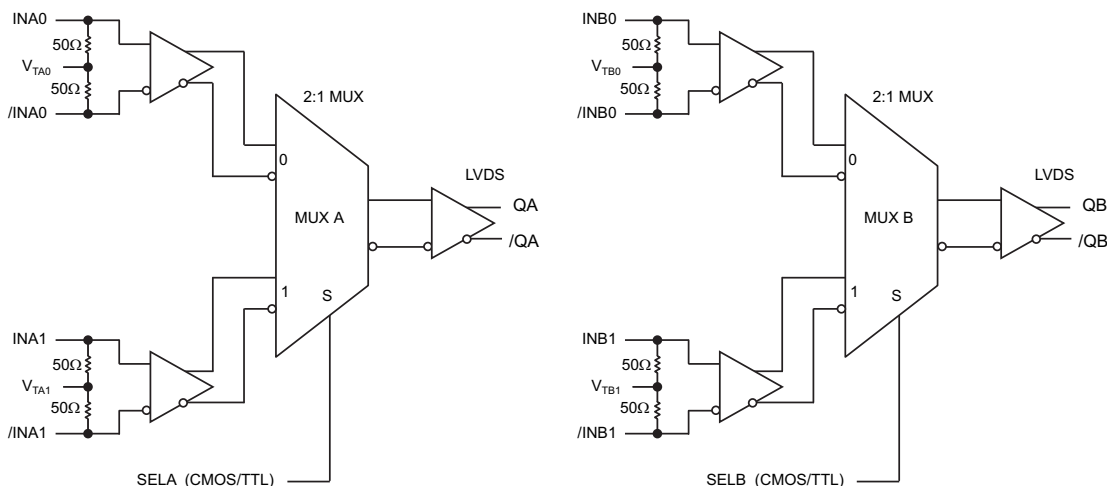 INA0
50Ω
VTA0
50Ω
/INA0
2:1 MUX
0
MUX A
LVDS
QA
/QA
1
S
INA1
50Ω
VTA1
50Ω
/INA1
SELA (CMOS/TTL)
INB0
50Ω
VTB0
50Ω
/INB0
2:1 MUX
0
MUX B
LVDS
QB
/QB
1
S
INB1
50Ω
VTB1
50Ω
/INB1
SELB (CMOS/TTL)